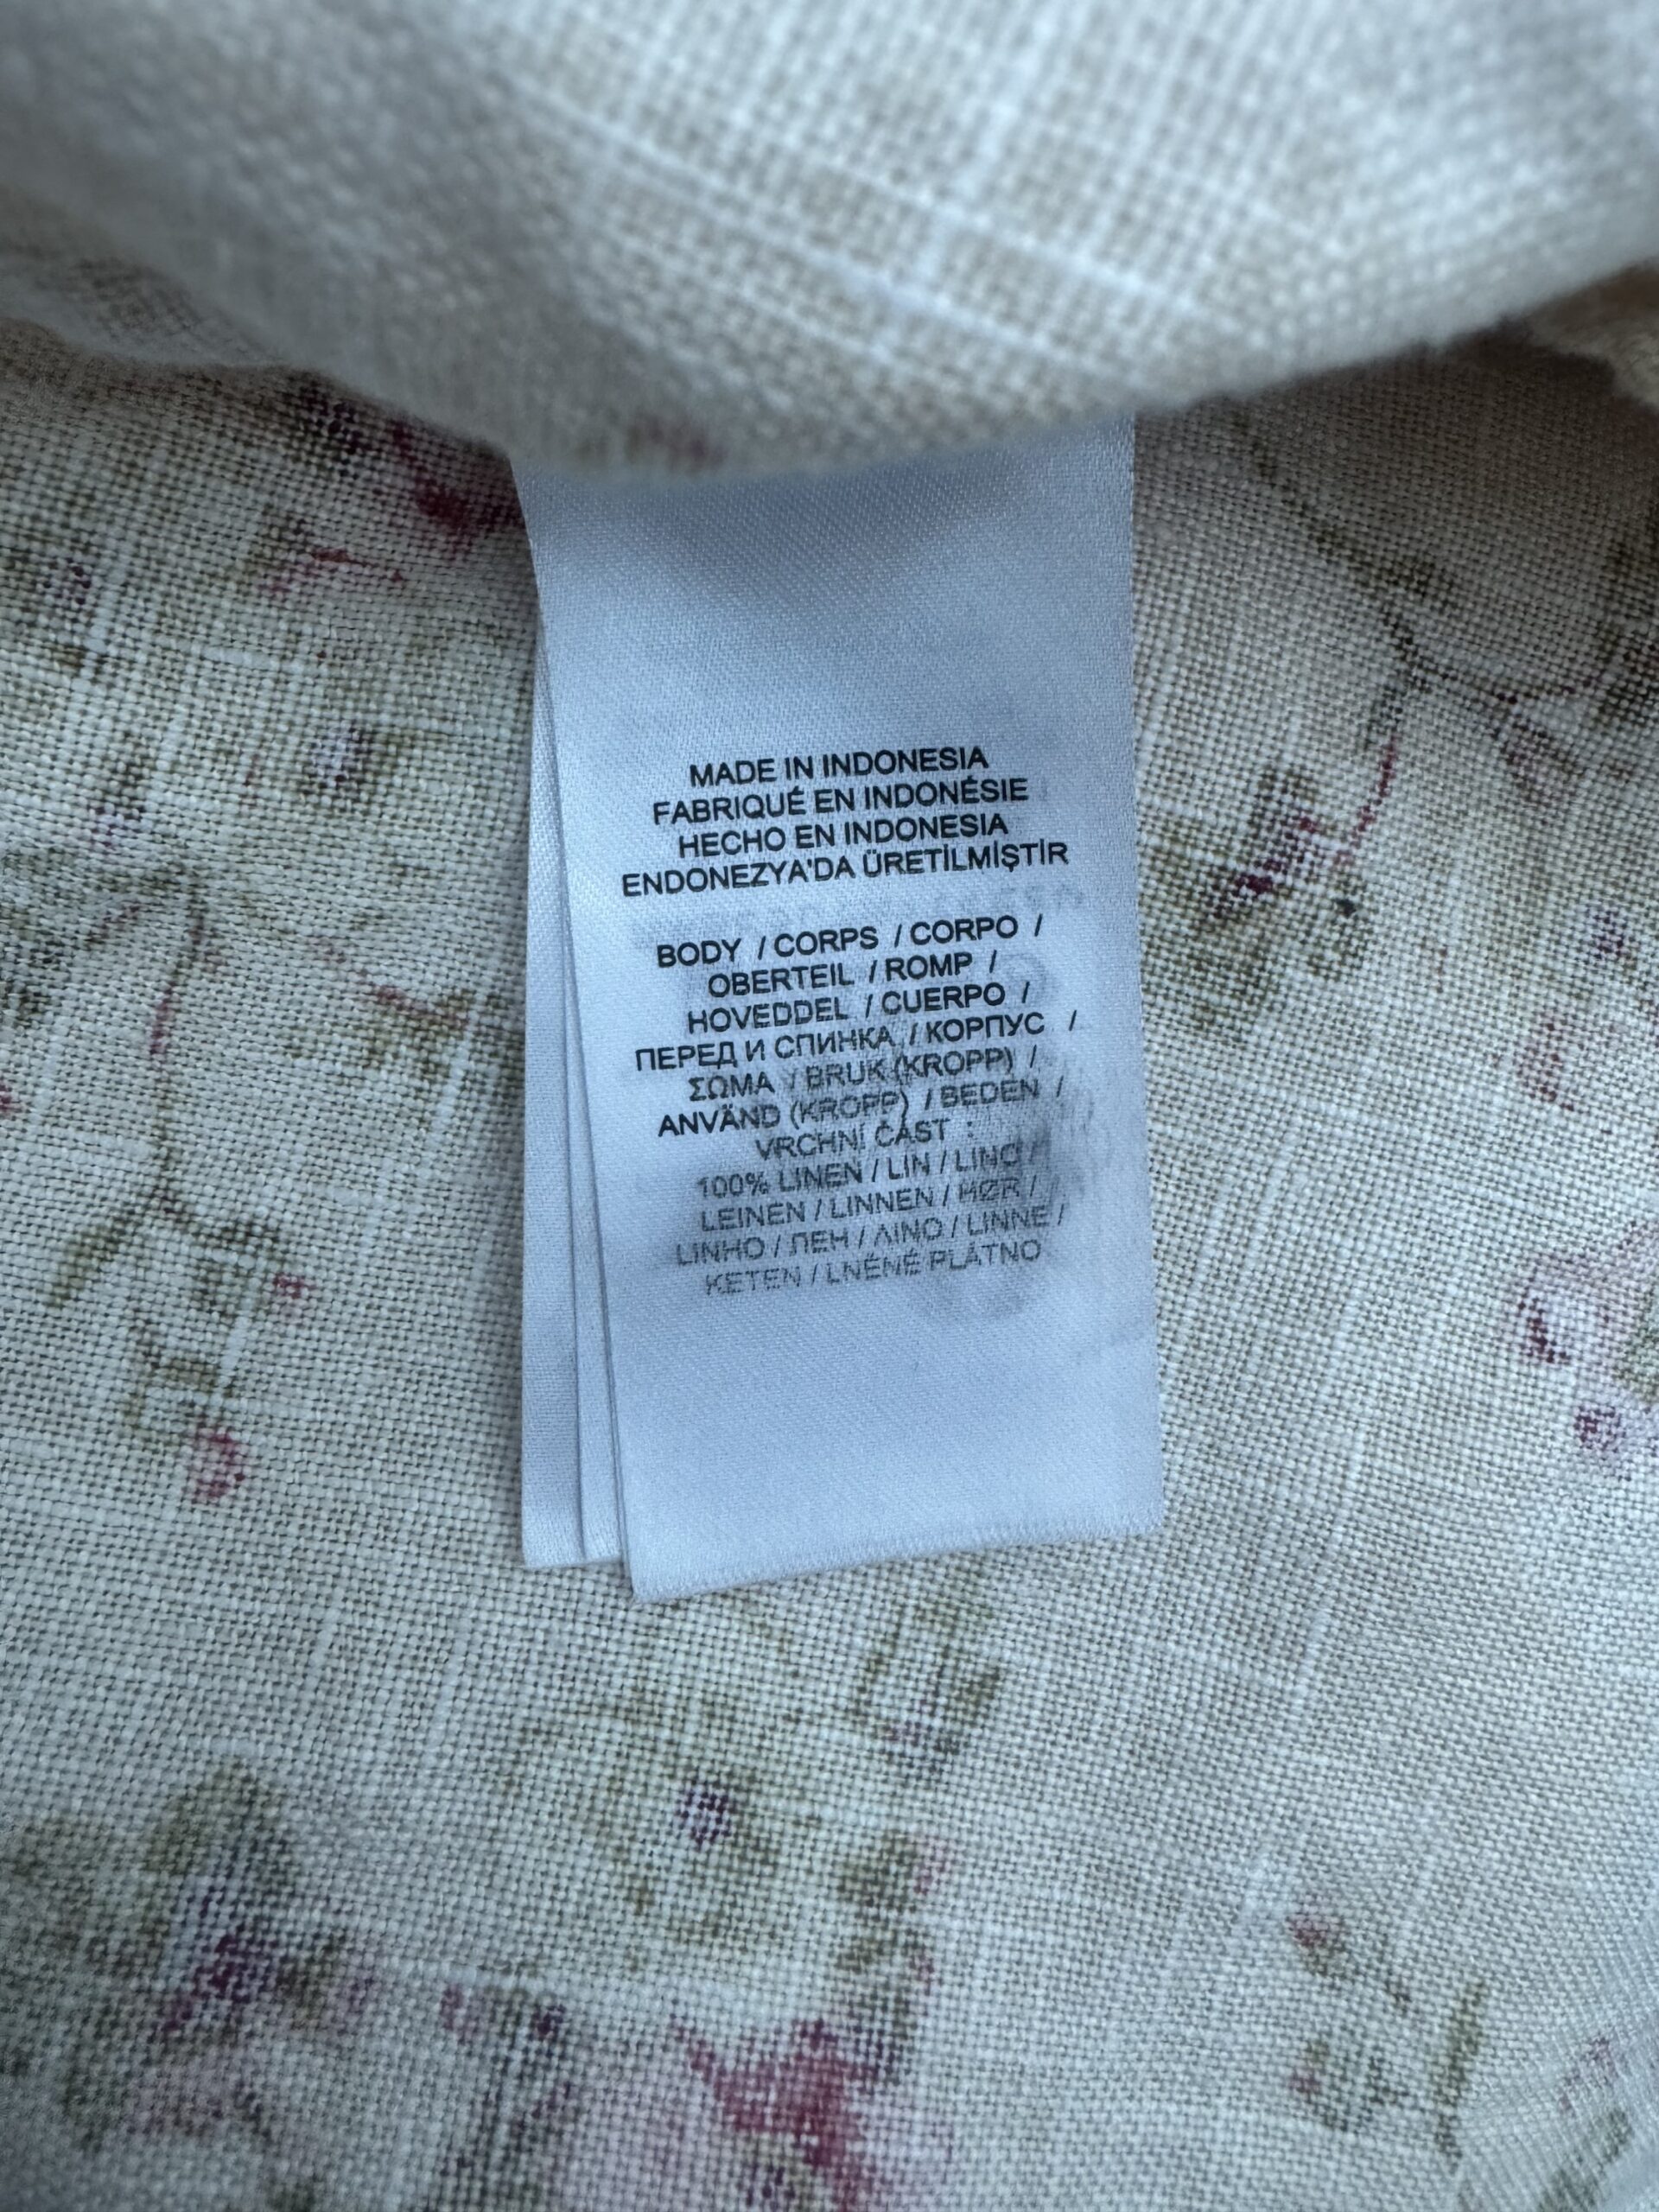 MADE IN INDONESIA
FABRIQUÉ EN INDONÉSIE
HECHO EN INDONESIA
ENDONEZYA'DA ÜRETİLMİŞTİR
BODY / CORPS / CORPO /
OBERTEIL / ROMP /
HOVEDDEL / CUERPO /
ПЕРЕД И СПИНКА / КОРПУС /
ΣΩΜΑ / BRUK (KROPP) /
ANVÄND (KROPP) / BEDEN /
VRCHNÍ ČAST :
100% LINEN / LIN / LINO /
LEINEN / LINNEN / HØR /
LINHO / ЛЕН / ΛΙΝΟ / LINNE /
KETEN / LNĚNÉ PLÁTNO